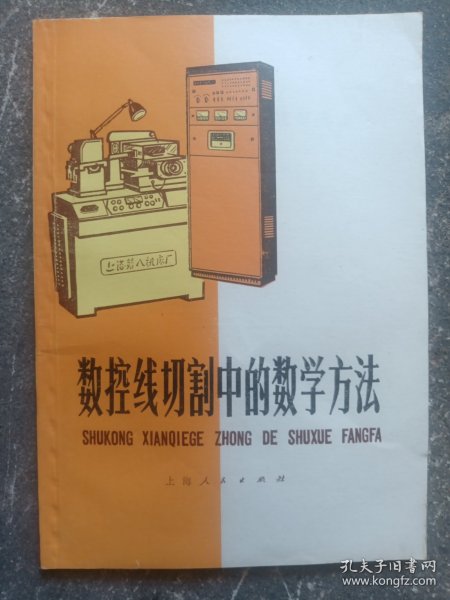 上海第八机床厂
数控线切割中的数学方法
SHUKONG XIANQIEGE ZHONG DE SHUXUE FANGFA
上海人民出版社
孔夫子旧书网
www.kongfz.com